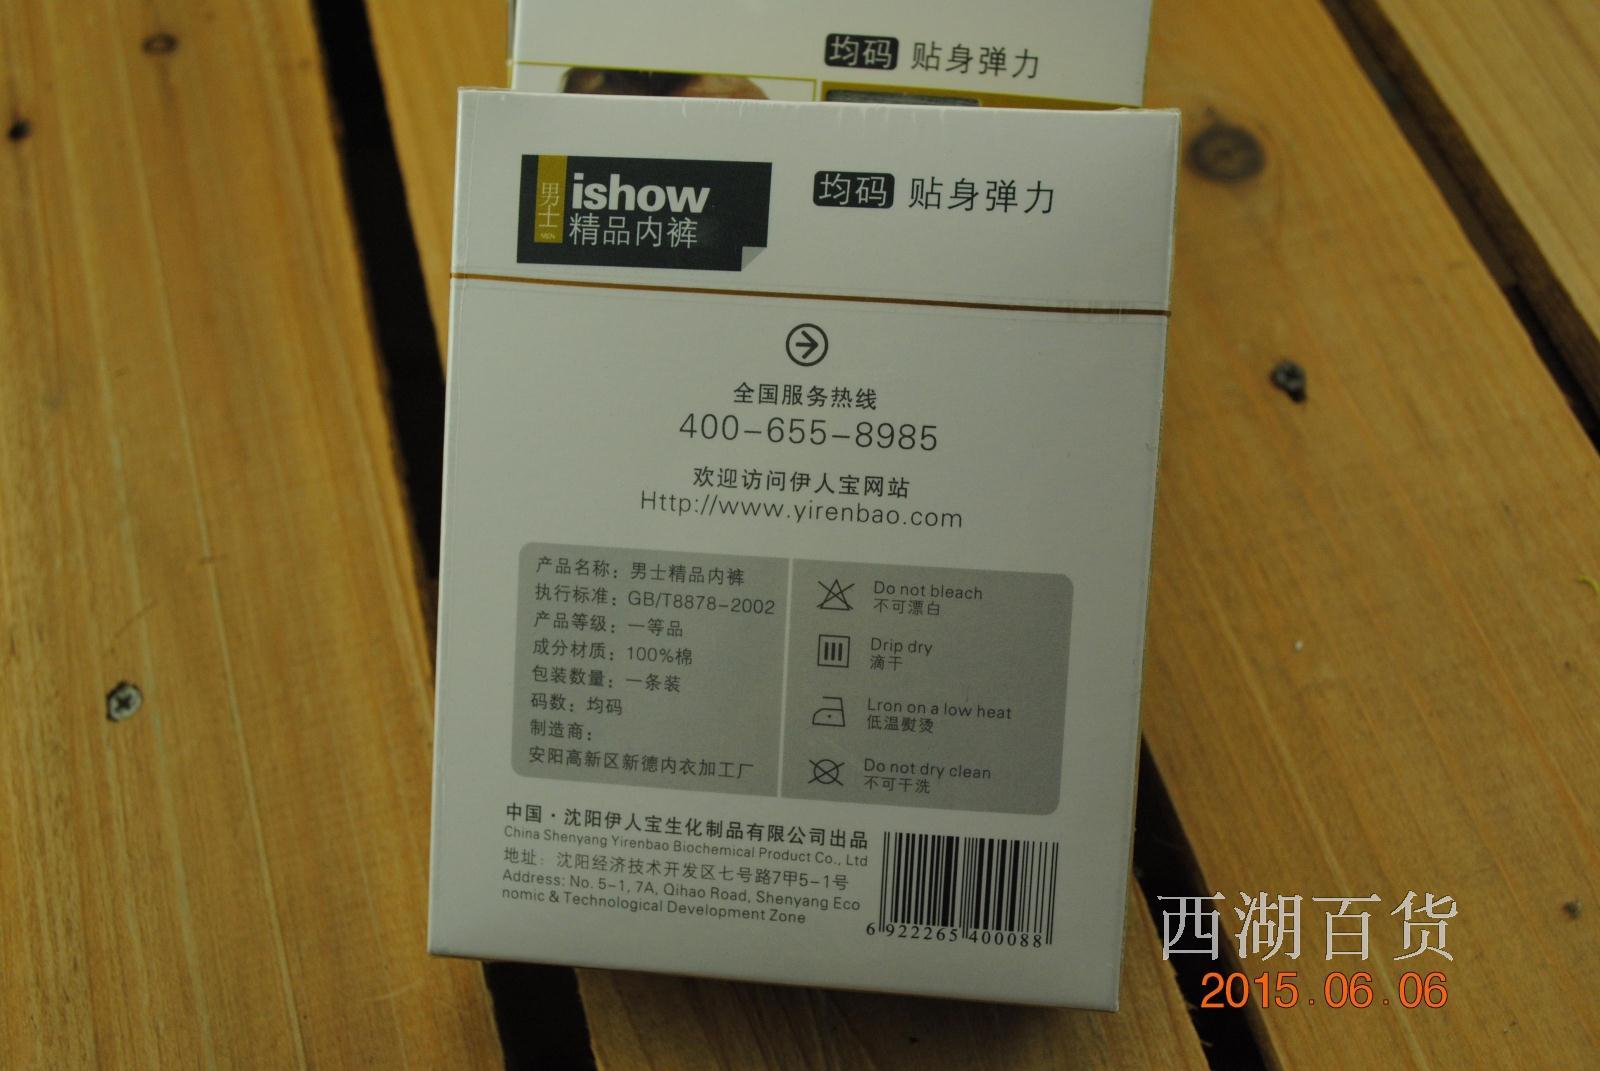 均码 贴身弹力
男士
ishow
精品内裤
均码 贴身弹力
全国服务热线
400-655-8985
欢迎访问伊人宝网站
Http://www.yirenbao.com
产品名称：男士精品内裤
执行标准：GB/T8878-2002
产品等级：一等品
成分材质：100%棉
包装数量：一条装
码数：均码
制造商：
安阳高新区新德内衣加工厂
Do not bleach
不可漂白
Drip dry
滴干
Lron on a low heat
低温熨烫
Do not dry clean
不可干洗
中国·沈阳伊人宝生化制品有限公司出品
China Shenyang Yirenbao Biochemical Product Co., Ltd
地址：沈阳经济技术开发区七号路7甲5-1号
Address: No. 5-1, 7A, Qihao Road, Shenyang Eco
nomic & Technological Development Zone
6 922265 400088
西湖百货
2015.06.06